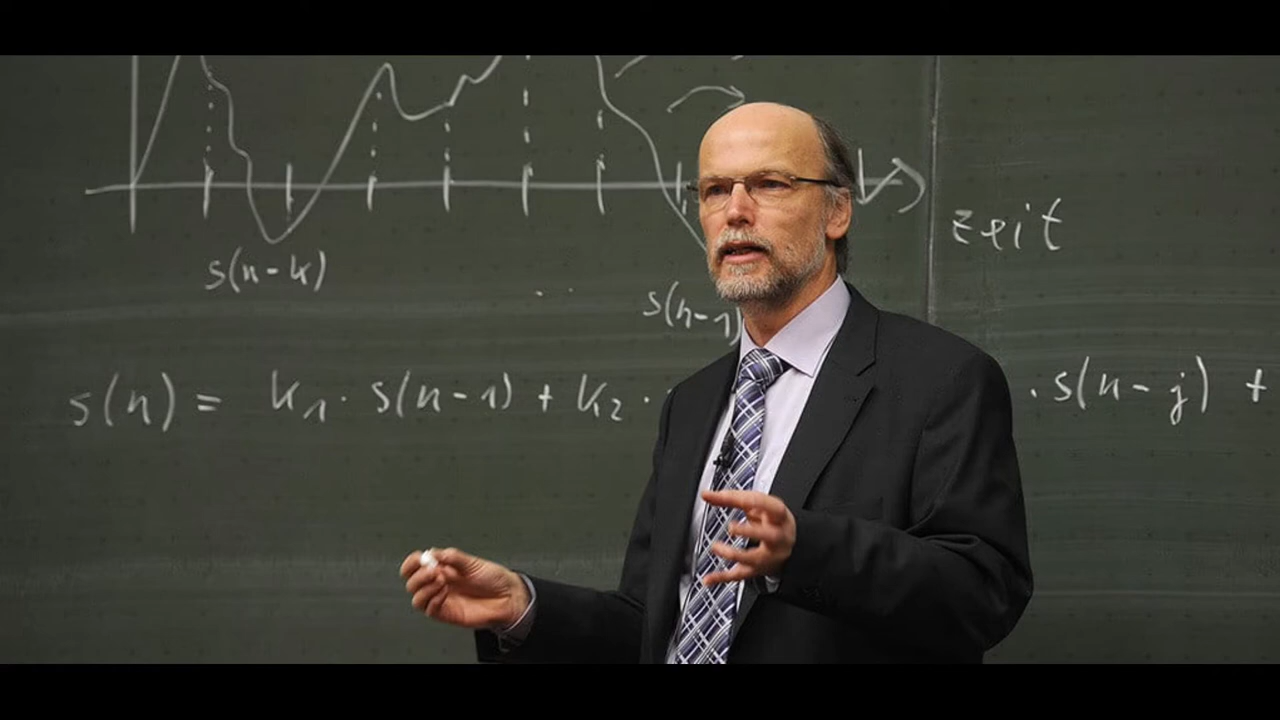 Zeit
s(n-k)
s(n-1)
s(n) = k₁· s(n-1) + k₂· · s(n-j) +